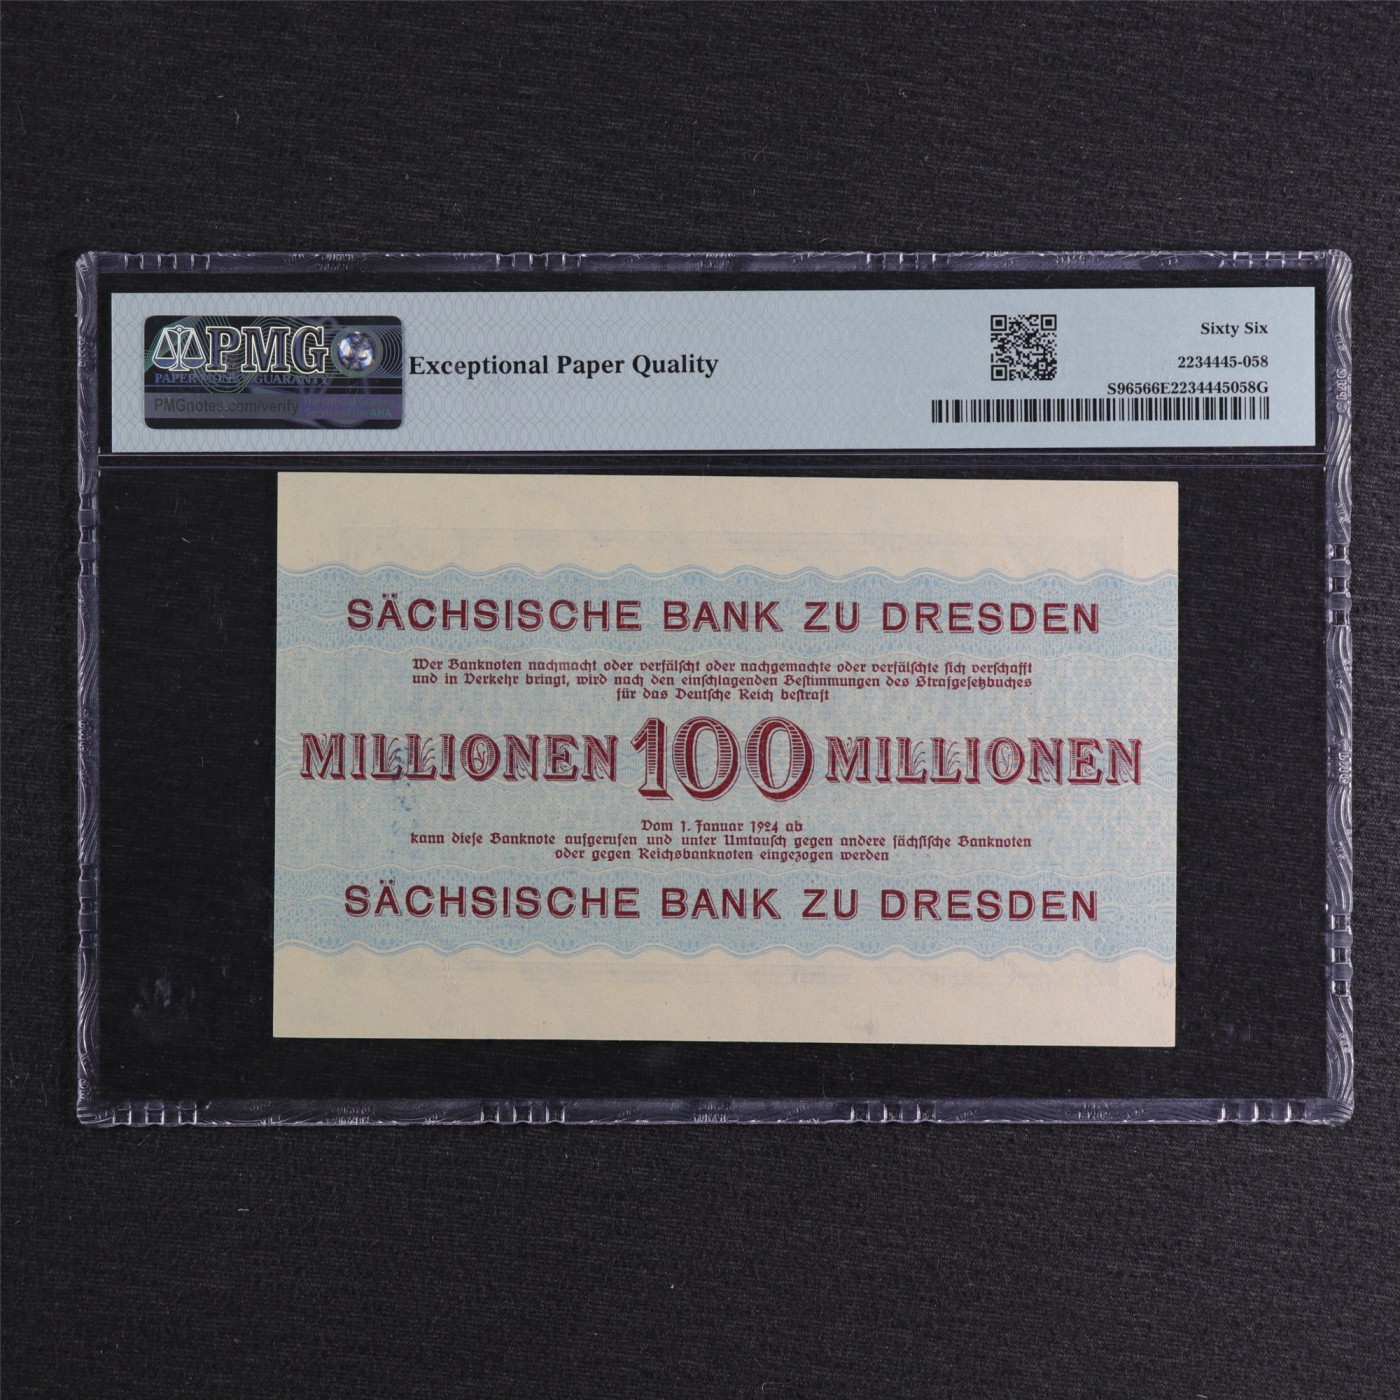 PMG
PAPER MONEY GUARANTY
PMGnotes.com/verify
Exceptional Paper Quality
Sixty Six
2234445-058
S96566E2234445058G
SÄCHSISCHE BANK ZU DRESDEN
Wer Banknoten nachmacht oder verfälscht oder nachgemachte oder verfälschte sich verschafft
und in Verkehr bringt, wird nach den einschlagenden Bestimmungen des Strafgesetzbuches
für das Deutsche Reich bestraft
MILLIONEN 100 MILLIONEN
Vom 1. Januar 1924 ab
kann diese Banknote aufgerufen und unter Umtausch gegen andere sächsische Banknoten
oder gegen Reichsbanknoten eingezogen werden
SÄCHSISCHE BANK ZU DRESDEN